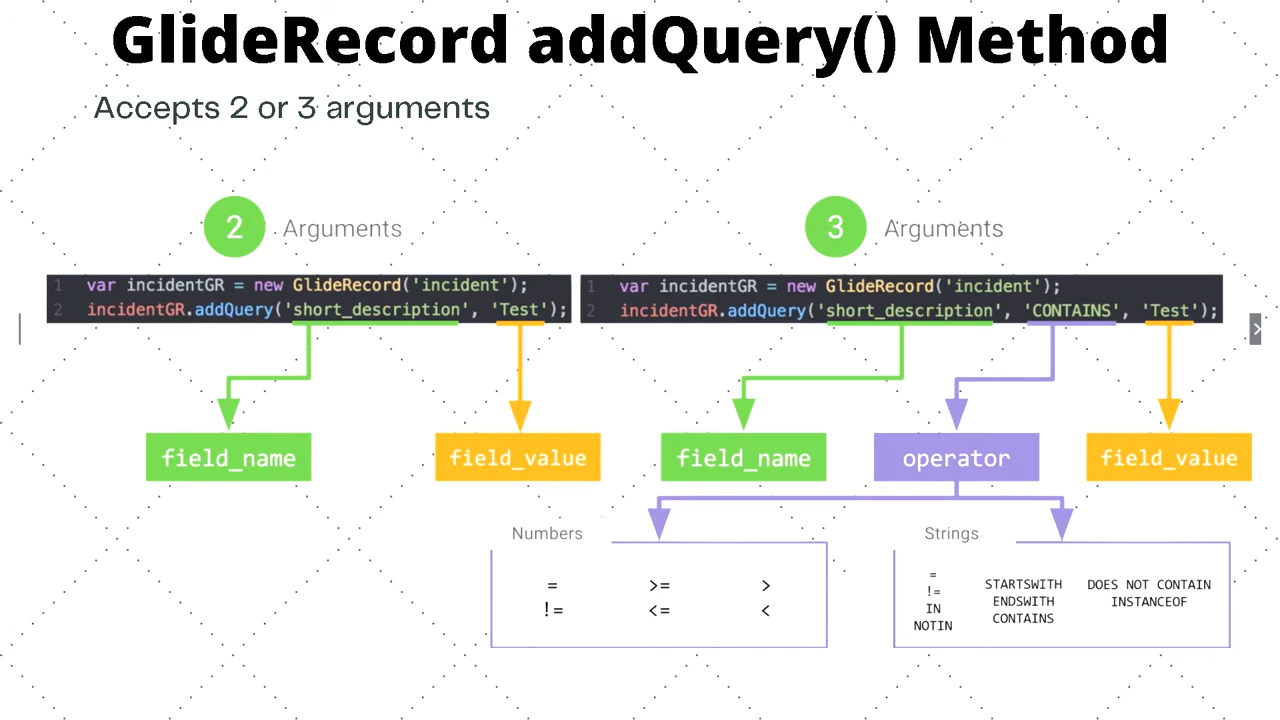 GlideRecord addQuery() Method
Accepts 2 or 3 arguments
2 Arguments
1 var incidentGR = new GlideRecord('incident');
2 incidentGR.addQuery('short_description', 'Test');
field_name
field_value
3 Arguments
1 var incidentGR = new GlideRecord('incident');
2 incidentGR.addQuery('short_description', 'CONTAINS', 'Test');
field_name
operator
field_value
Numbers
= >= >
!= <= <
Strings
=
!=
IN
NOTIN
STARTSWITH
ENDSWITH
CONTAINS
DOES NOT CONTAIN
INSTANCEOF